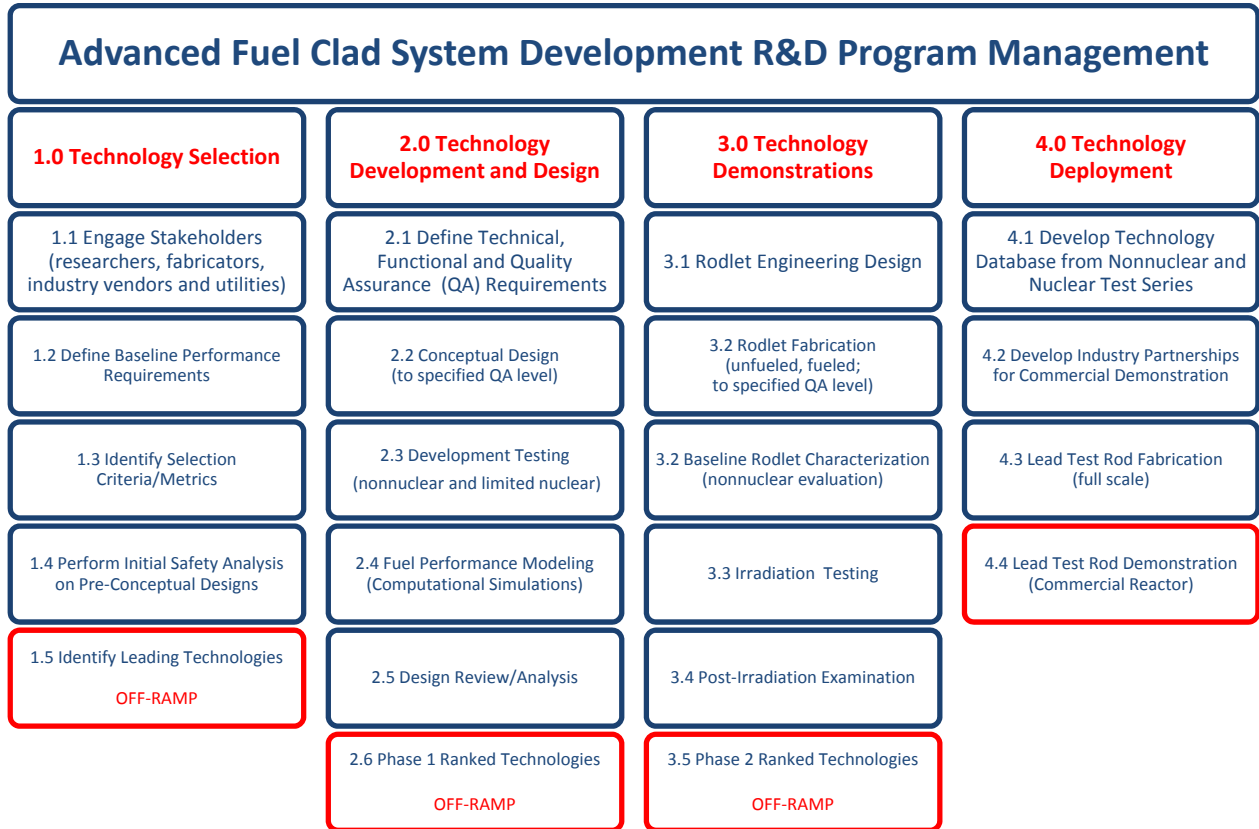 Advanced Fuel Clad System Development R&D Program Management
1.0 Technology Selection
1.1 Engage Stakeholders
(researchers, fabricators,
industry vendors and utilities)
1.2 Define Baseline Performance
Requirements
1.3 Identify Selection
Criteria/Metrics
1.4 Perform Initial Safety Analysis
on Pre-Conceptual Designs
1.5 Identify Leading Technologies
OFF-RAMP
2.0 Technology
Development and Design
2.1 Define Technical,
Functional and Quality
Assurance (QA) Requirements
2.2 Conceptual Design
(to specified QA level)
2.3 Development Testing
(nonnuclear and limited nuclear)
2.4 Fuel Performance Modeling
(Computational Simulations)
2.5 Design Review/Analysis
2.6 Phase 1 Ranked Technologies
OFF-RAMP
3.0 Technology
Demonstrations
3.1 Rodlet Engineering Design
3.2 Rodlet Fabrication
(unfueled, fueled;
to specified QA level)
3.2 Baseline Rodlet Characterization
(nonnuclear evaluation)
3.3 Irradiation Testing
3.4 Post-Irradiation Examination
3.5 Phase 2 Ranked Technologies
OFF-RAMP
4.0 Technology
Deployment
4.1 Develop Technology
Database from Nonnuclear and
Nuclear Test Series
4.2 Develop Industry Partnerships
for Commercial Demonstration
4.3 Lead Test Rod Fabrication
(full scale)
4.4 Lead Test Rod Demonstration
(Commercial Reactor)